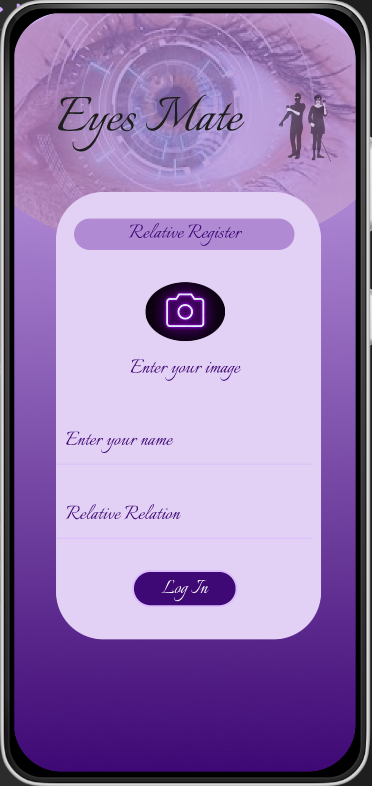 Eyes Mate
Relative Register
Enter your image
Enter your name
Relative Relation
Log In